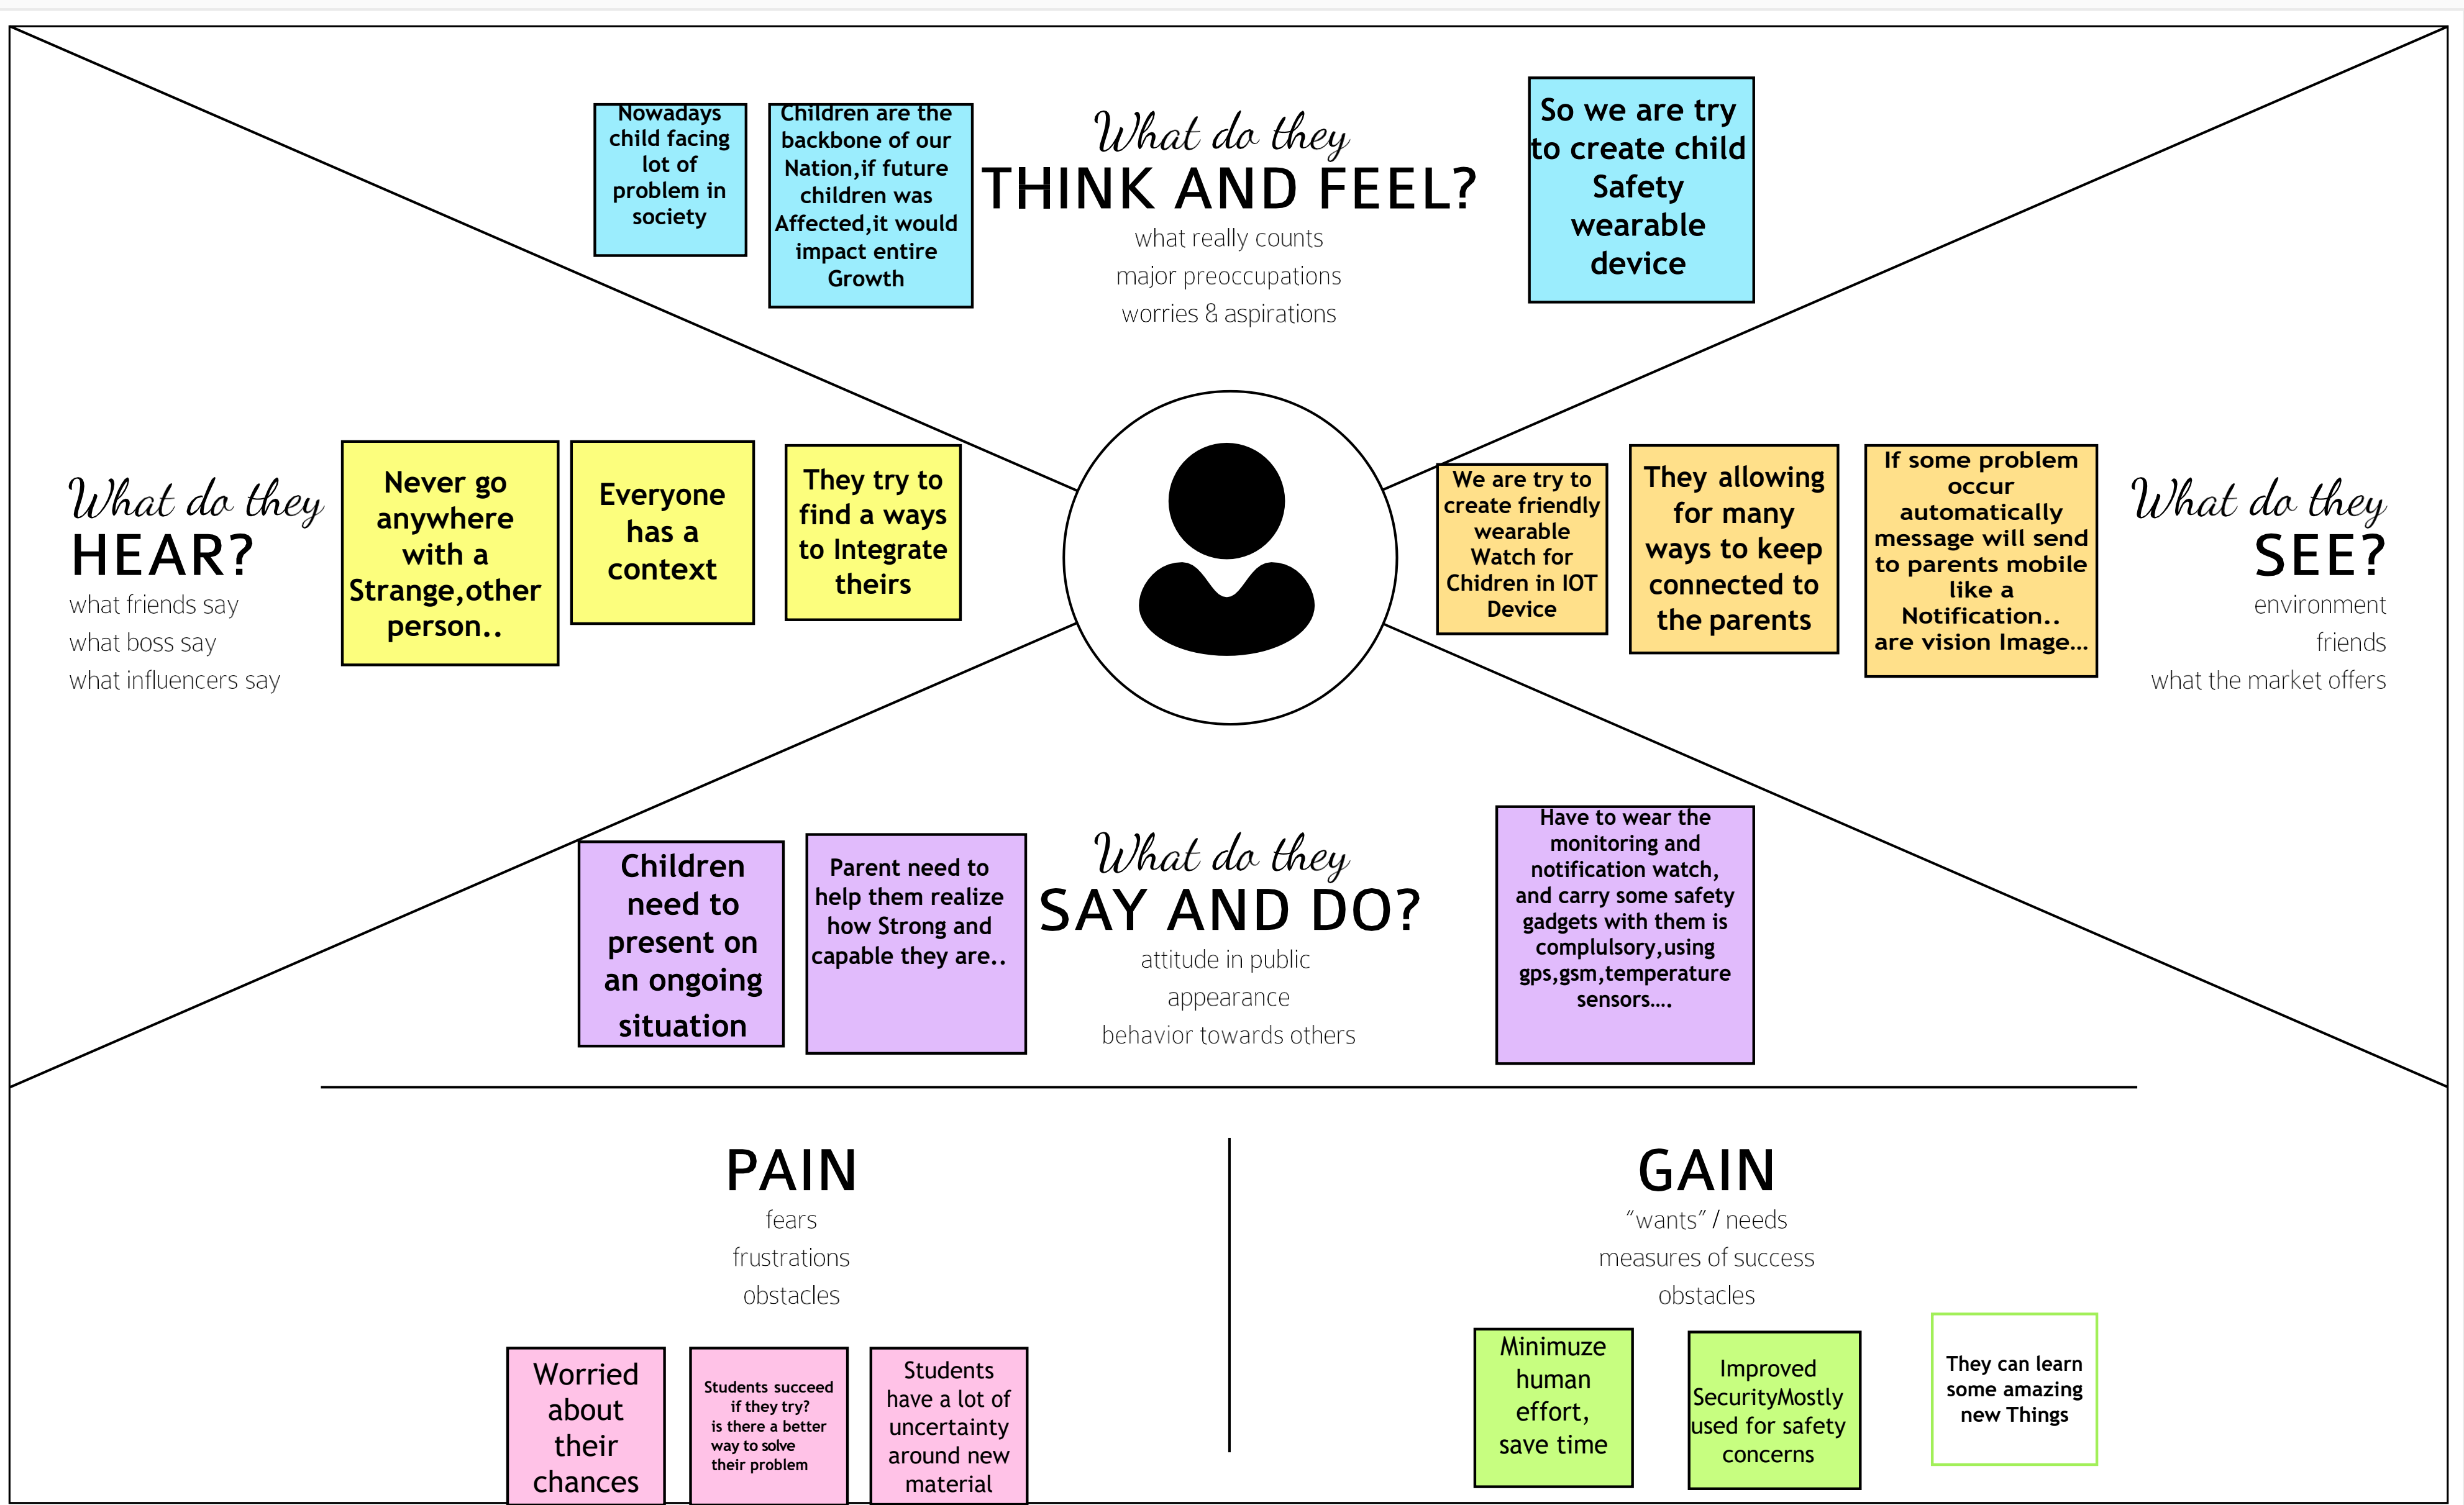 Nowadays
child facing
lot of
problem in
society
Children are the
backbone of our
Nation,if future
children was
Affected,it would
impact entire
Growth
What do they
THINK AND FEEL?
what really counts
major preoccupations
worries & aspirations
So we are try
to create child
Safety
wearable
device
What do they
HEAR?
what friends say
what boss say
what influencers say
Never go
anywhere
with a
Strange,other
person..
Everyone
has a
context
They try to
find a ways
to Integrate
theirs
We are try to
create friendly
wearable
Watch for
Chidren in IOT
Device
They allowing
for many
ways to keep
connected to
the parents
If some problem
occur
automatically
message will send
to parents mobile
like a
Notification..
are vision Image...
What do they
SEE?
environment
friends
what the market offers
Children
need to
present on
an ongoing
situation
Parent need to
help them realize
how Strong and
capable they are..
What do they
SAY AND DO?
attitude in public
appearance
behavior towards others
Have to wear the
monitoring and
notification watch,
and carry some safety
gadgets with them is
complulsory,using
gps,gsm,temperature
sensors....
PAIN
fears
frustrations
obstacles
Worried
about
their
chances
Students succeed
if they try?
is there a better
way to solve
their problem
Students
have a lot of
uncertainty
around new
material
GAIN
“wants” / needs
measures of success
obstacles
Minimuze
human
effort,
save time
Improved
SecurityMostly
used for safety
concerns
They can learn
some amazing
new Things